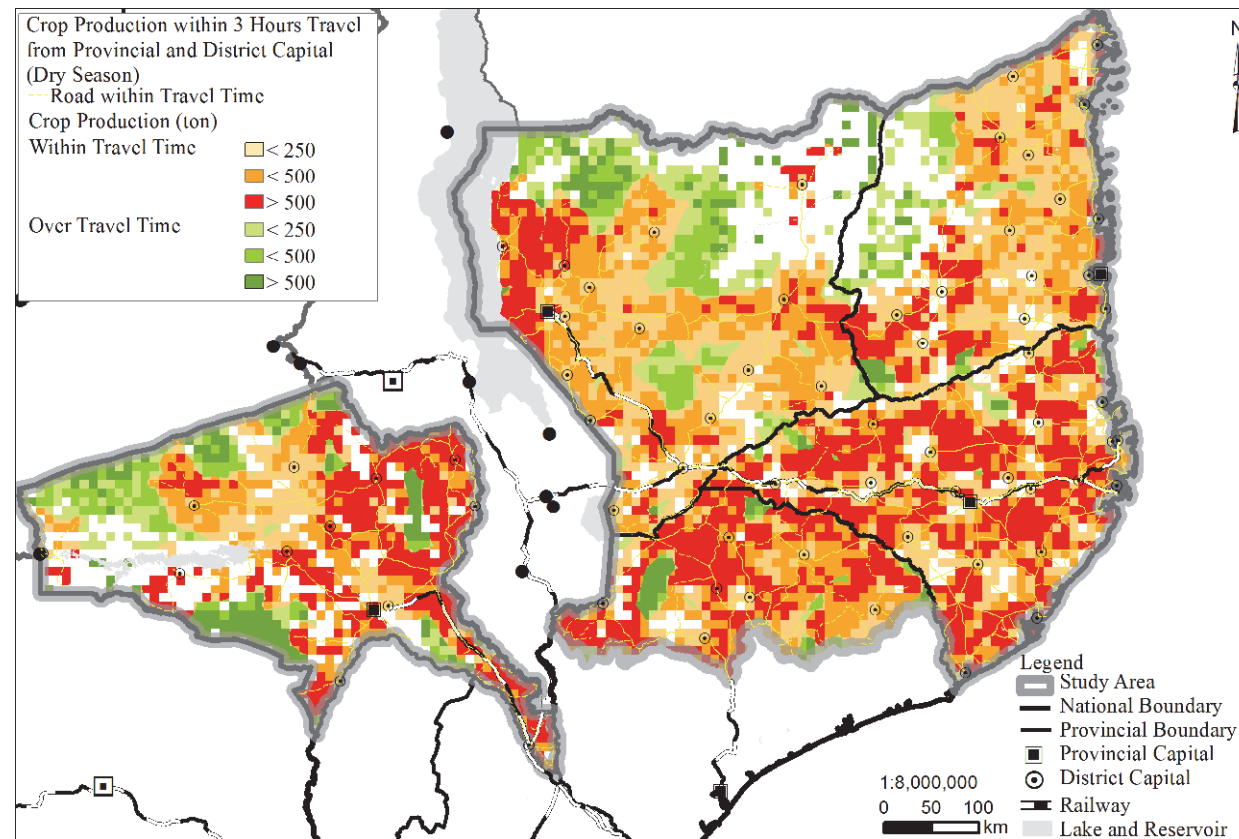 Crop Production within 3 Hours Travel
from Provincial and District Capital
(Dry Season)
Road within Travel Time
Crop Production (ton)
Within Travel Time
< 250
< 500
> 500
Over Travel Time
< 250
< 500
> 500
N
Legend
Study Area
National Boundary
Provincial Boundary
Provincial Capital
District Capital
Railway
Lake and Reservoir
1:8,000,000
0 50 100
km